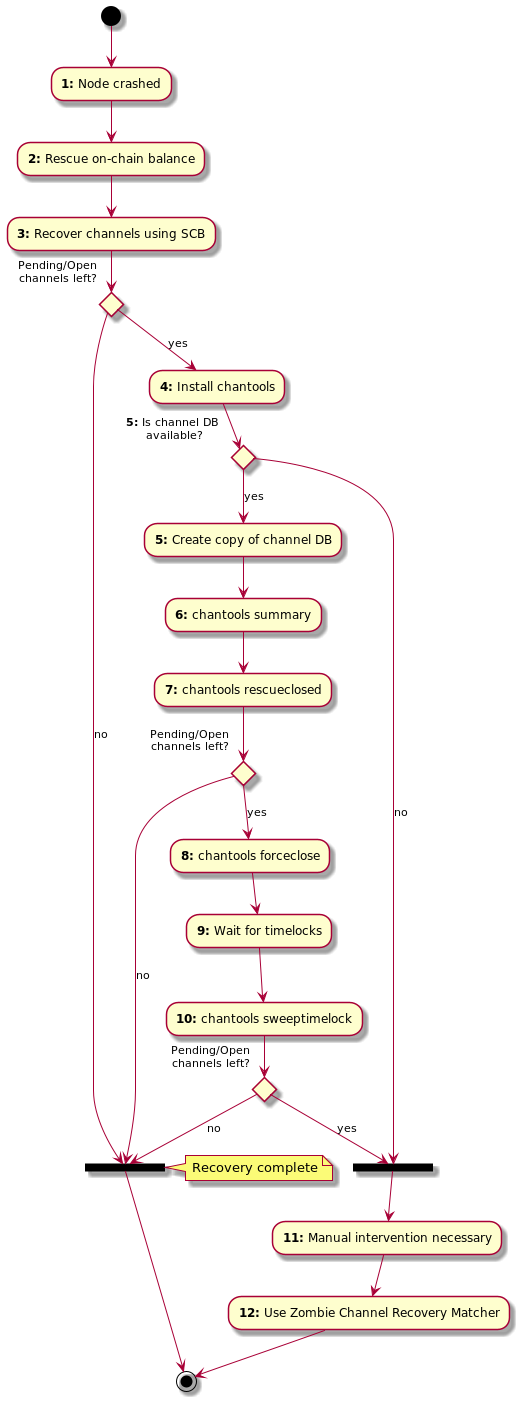 1: Node crashed
2: Rescue on-chain balance
3: Recover channels using SCB
Pending/Open
channels left?
yes
4: Install chantools
5: Is channel DB
available?
yes
5: Create copy of channel DB
6: chantools summary
7: chantools rescueclosed
no
Pending/Open
channels left?
yes
no
8: chantools forceclose
9: Wait for timelocks
no
10: chantools sweeptimelock
Pending/Open
channels left?
no
yes
Recovery complete
11: Manual intervention necessary
12: Use Zombie Channel Recovery Matcher